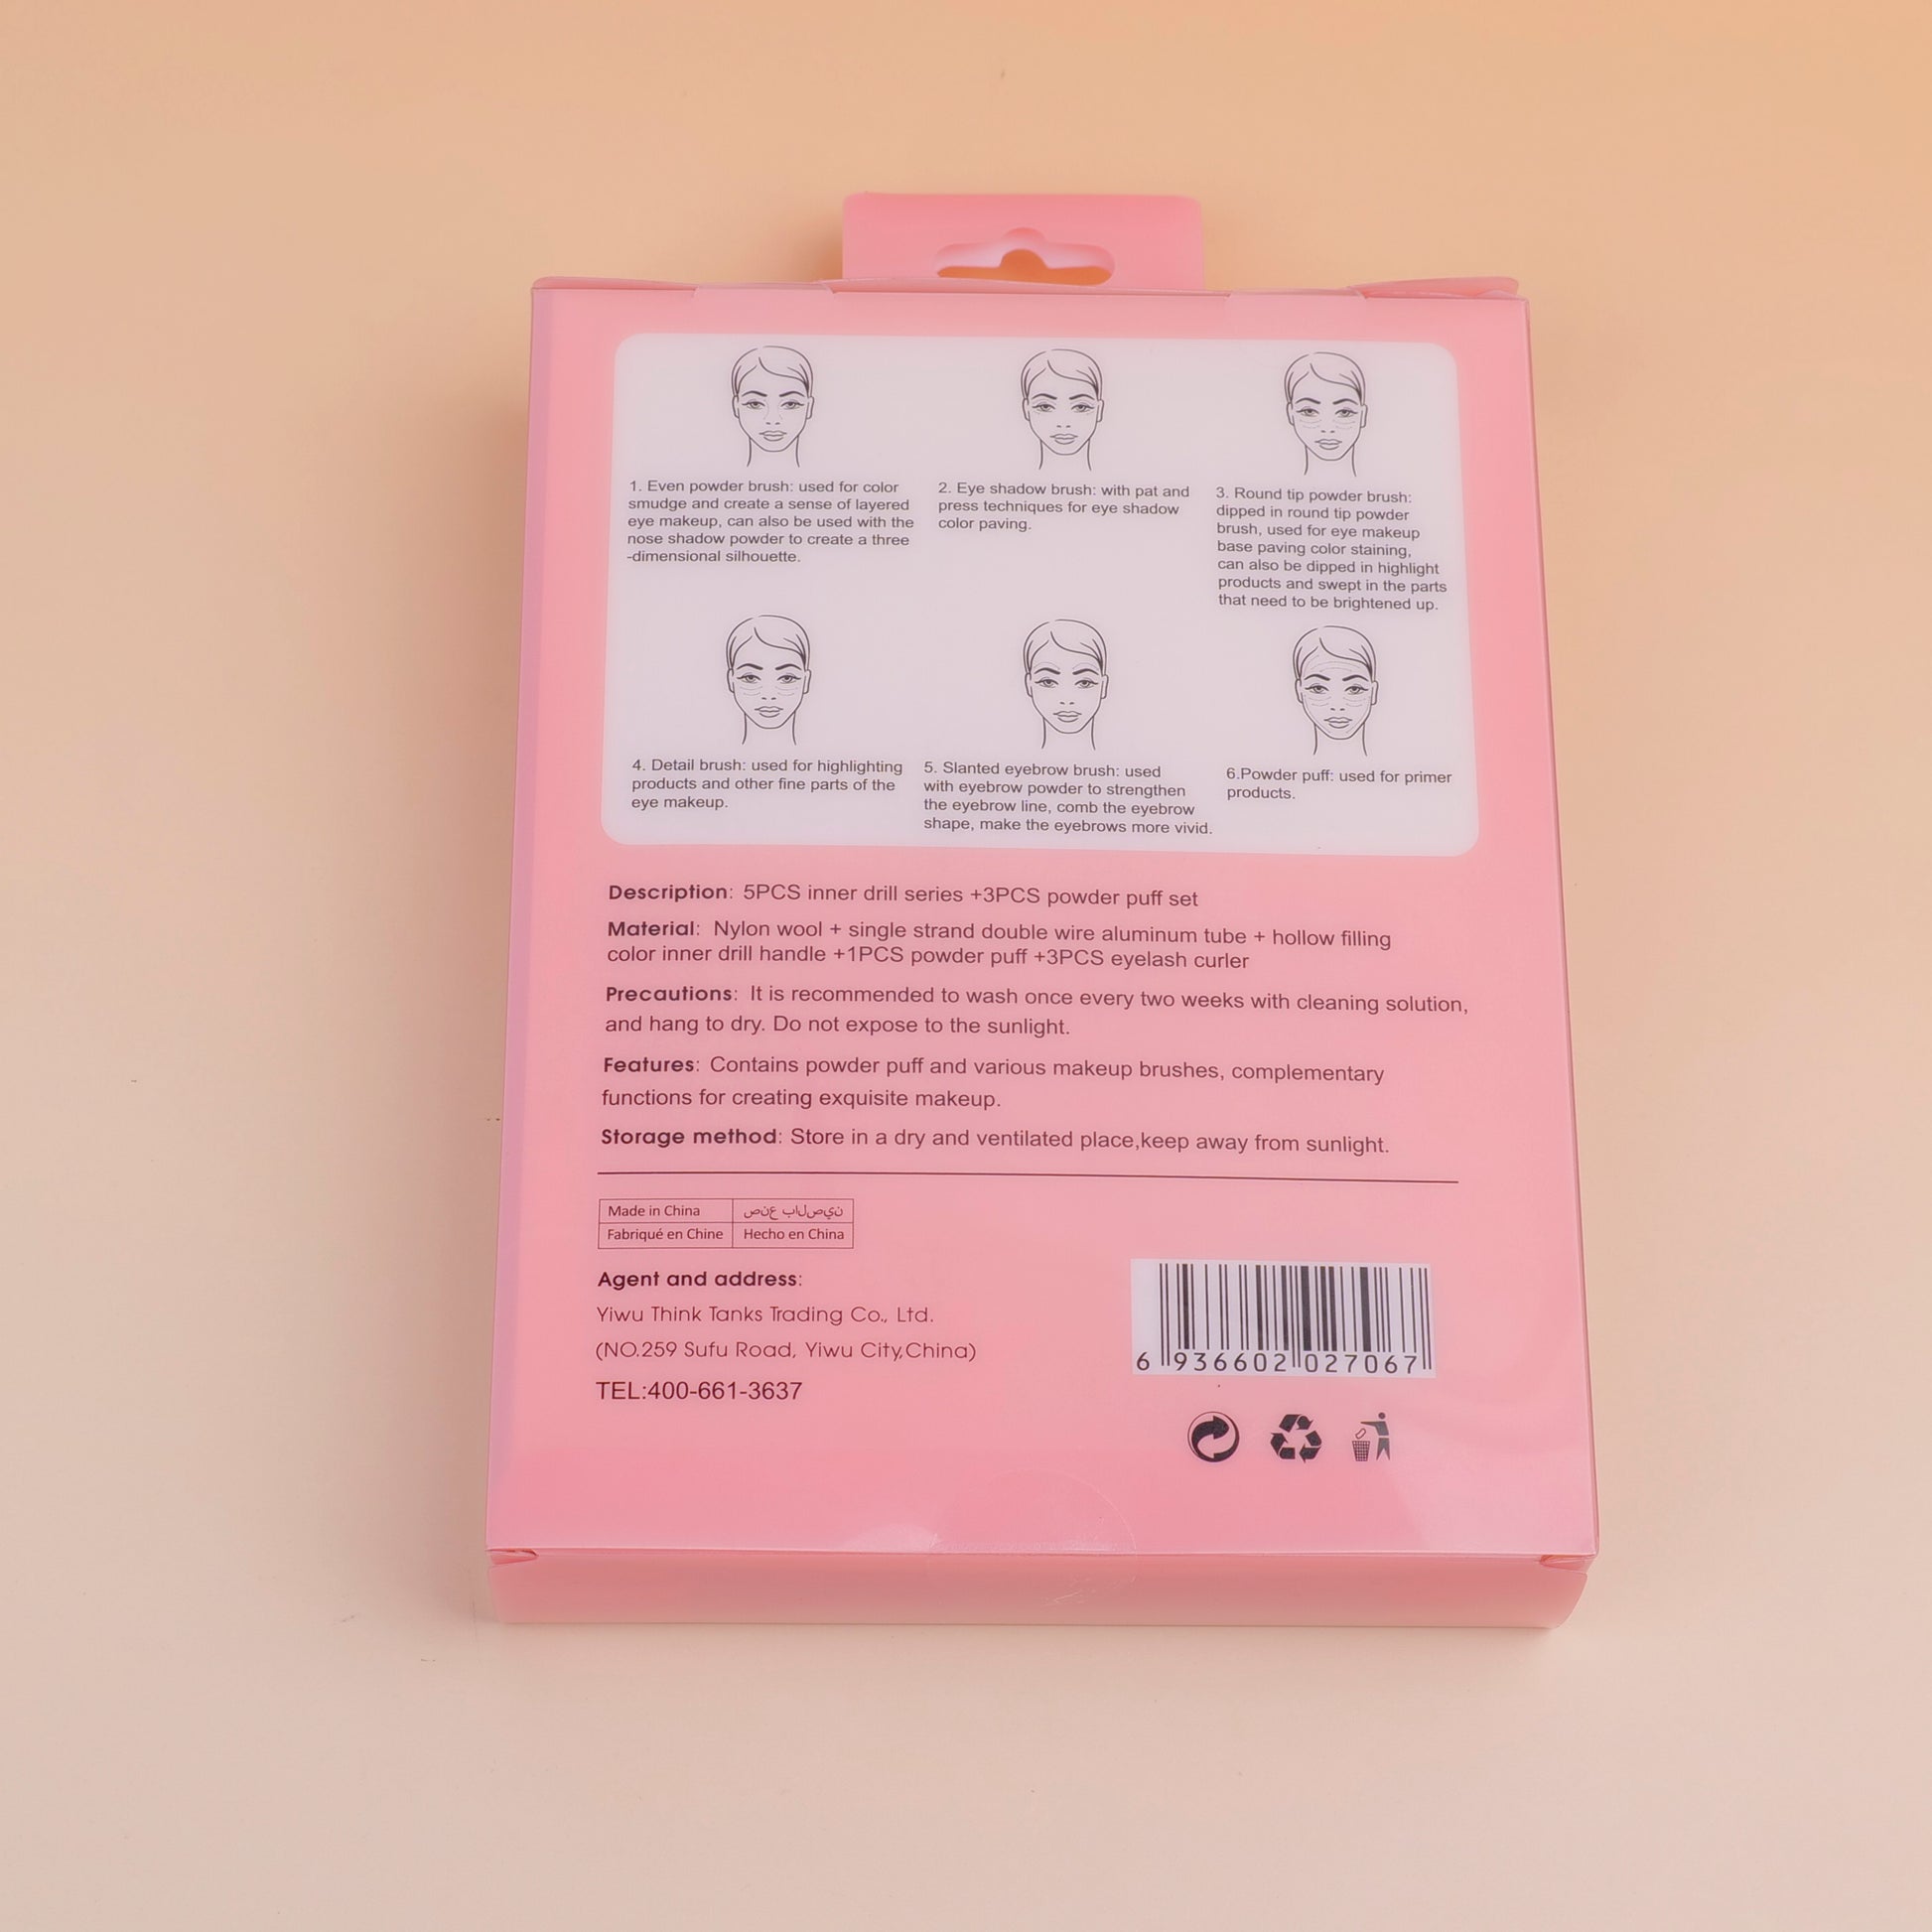 1. Even powder brush: used for color
smudge and create a sense of layered
eye makeup, can also be used with the
nose shadow powder to create a three
-dimensional silhouette.
2. Eye shadow brush: with pat and
press techniques for eye shadow
color paving.
3. Round tip powder brush:
dipped in round tip powder
brush, used for eye makeup
base paving color staining,
can also be dipped in highlight
products and swept in the parts
that need to be brightened up.
4. Detail brush: used for highlighting
products and other fine parts of the
eye makeup.
5. Slanted eyebrow brush: used
with eyebrow powder to strengthen
the eyebrow line, comb the eyebrow
shape, make the eyebrows more vivid.
6.Powder puff: used for primer
products.
Description: 5PCS inner drill series +3PCS powder puff set
Material: Nylon wool + single strand double wire aluminum tube + hollow filling
color inner drill handle +1PCS powder puff +3PCS eyelash curler
Precautions: It is recommended to wash once every two weeks with cleaning solution,
and hang to dry. Do not expose to the sunlight.
Features: Contains powder puff and various makeup brushes, complementary
functions for creating exquisite makeup.
Storage method: Store in a dry and ventilated place,keep away from sunlight.
Made in China
نيصلاب عنص
Fabriqué en Chine
Hecho en China
Agent and address:
Yiwu Think Tanks Trading Co., Ltd.
(NO.259 Sufu Road, Yiwu City,China)
TEL:400-661-3637
6 936602 027067